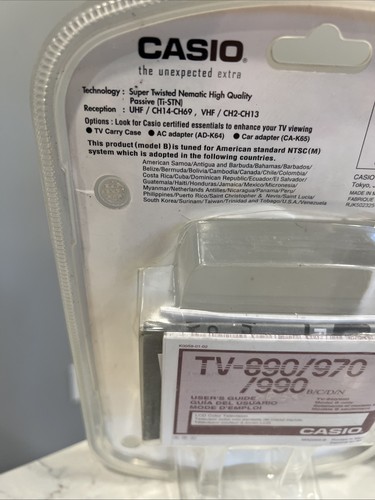 CASIO
the unexpected extra
Technology : Super Twisted Nematic High Quality
Passive (Ti-STN)
Reception : UHF / CH14-CH69 , VHF / CH2-CH13
Options : Look for Casio certified essentials to enhance your TV viewing
● TV Carry Case ● AC adapter (AD-K64) ● Car adapter (CA-K65)
This product (model B) is tuned for American standard NTSC(M)
system which is adopted in the following countries.
American Samoa/Antigua and Barbuda/Bahamas/Barbados/
Belize/Bermuda/Bolivia/Cambodia/Canada/Chile/Colombia/
Costa Rica/Cuba/Dominican Republic/Ecuador/El Salvador/
Guatemala/Haiti/Honduras/Jamaica/Mexico/Micronesia/
Myanmar/Netherlands Antilles/Nicaragua/Panama/Peru/
Philippines/Puerto Rico/Saint Christopher & Nevis/Saint Lucia/
South Korea/Surinam/Taiwan/Trinidad and Tobago/U.S.A./Venezuela
CASIO
Tokyo, J
MADE IN M
FABRIQUE
TV-890/970
/990 B/C/D/N
USER'S GUIDE
GUÍA DEL USUARIO
MODE D'EMPLOI
CASIO